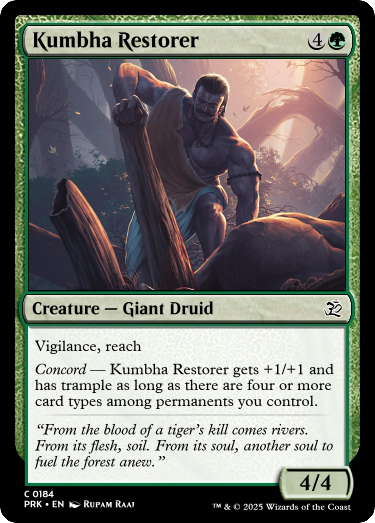 Kumbha Restorer 4
Creature — Giant Druid
Vigilance, reach
Concord — Kumbha Restorer gets +1/+1 and
has trample as long as there are four or more
card types among permanents you control.
“From the blood of a tiger’s kill comes rivers.
From its flesh, soil. From its soul, another soul to
fuel the forest anew.”
4/4
C 0184
PRK • EN Rupam Raaj
™ & © 2025 Wizards of the Coast